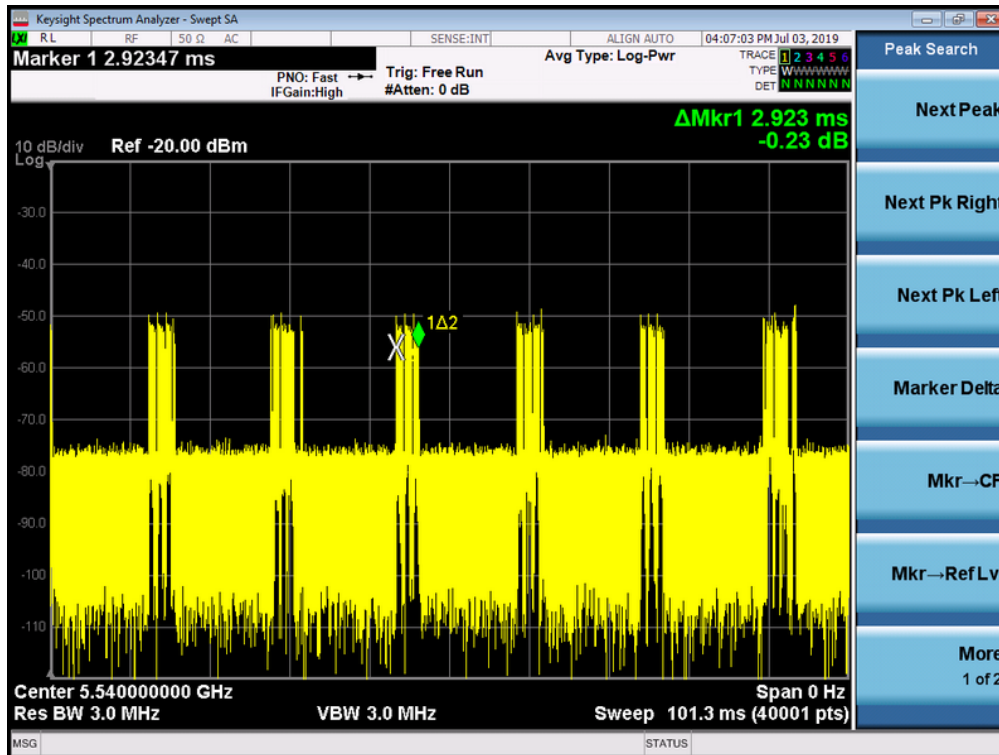 Keysight Spectrum Analyzer - Swept SA
LXI RL RF 50 Ω AC SENSE:INT ALIGN AUTO 04:07:03 PM Jul 03, 2019
Marker 1 2.92347 ms
PNO: Fast
IFGain:High
Trig: Free Run
#Atten: 0 dB
Avg Type: Log-Pwr
TRACE 1 2 3 4 5 6
TYPE WWWWWW
DET N N N N N N
ΔMkr1 2.923 ms
-0.23 dB
10 dB/div Ref -20.00 dBm
Log
-30.0
-40.0
-50.0
-60.0
-70.0
-80.0
-90.0
-100
-110
1Δ2
X
Center 5.540000000 GHz Span 0 Hz
Res BW 3.0 MHz VBW 3.0 MHz Sweep 101.3 ms (40001 pts)
MSG STATUS
Peak Search
Next Peak
Next Pk Right
Next Pk Left
Marker Delta
Mkr→CF
Mkr→Ref Lv
More
1 of 2